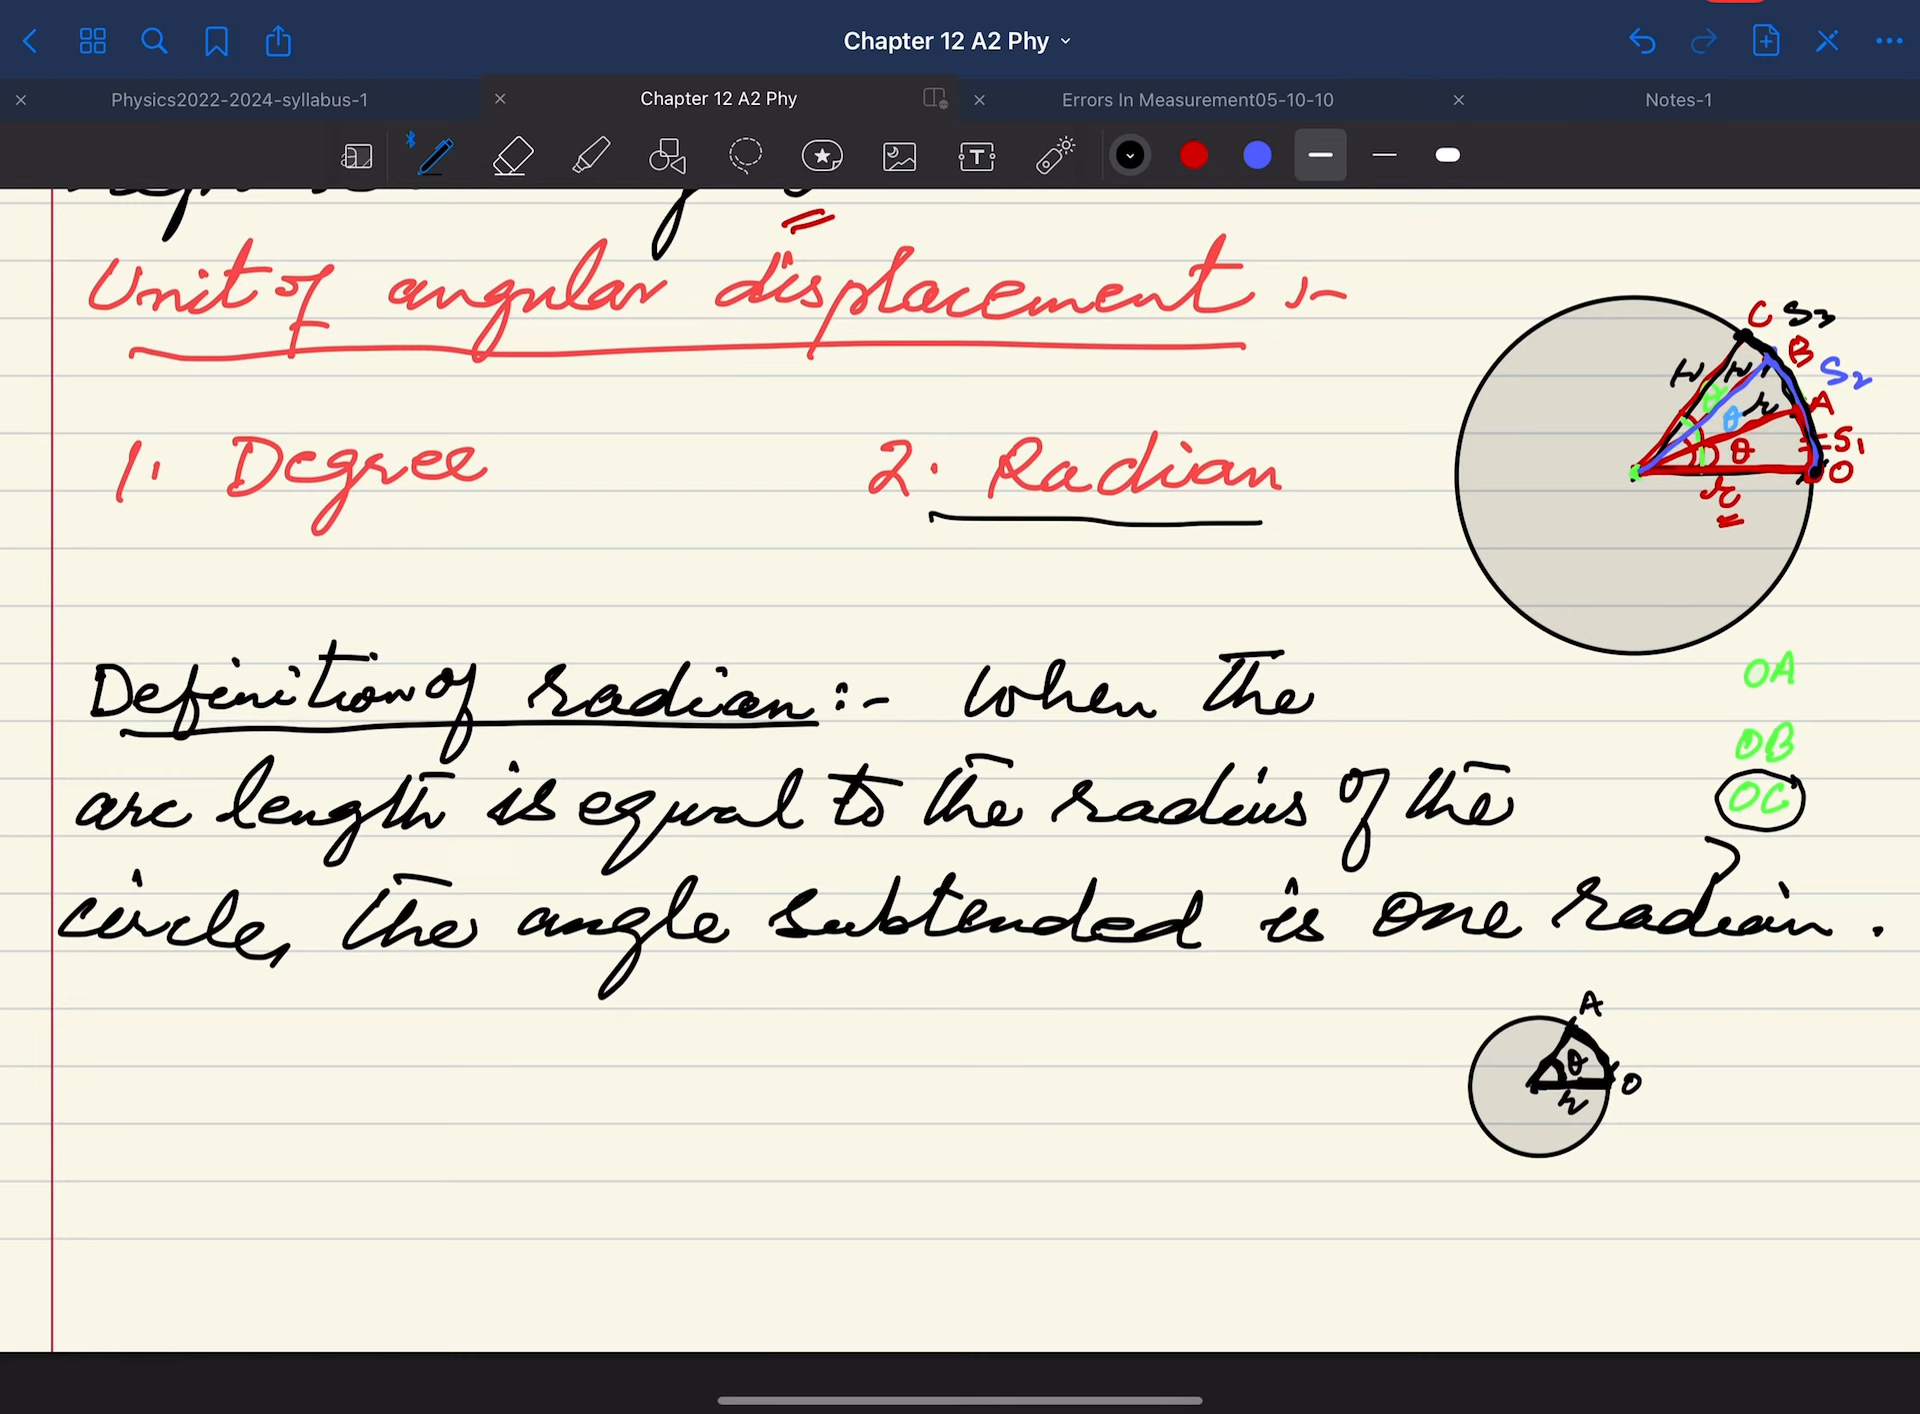 Chapter 12 A2 Phy
Physics2022-2024-syllabus-1
Chapter 12 A2 Phy
Errors In Measurement05-10-10
Notes-1
T
Unit of angular displacement :-
1. Degree
2. Radian
C S3
B
S2
r r r
A
θ
θ
S1
O
r
Definition of radian :- When the
arc length is equal to the radius of the
circle, the angle subtended is one radian.
OA
OB
OC
A
θ
O
r